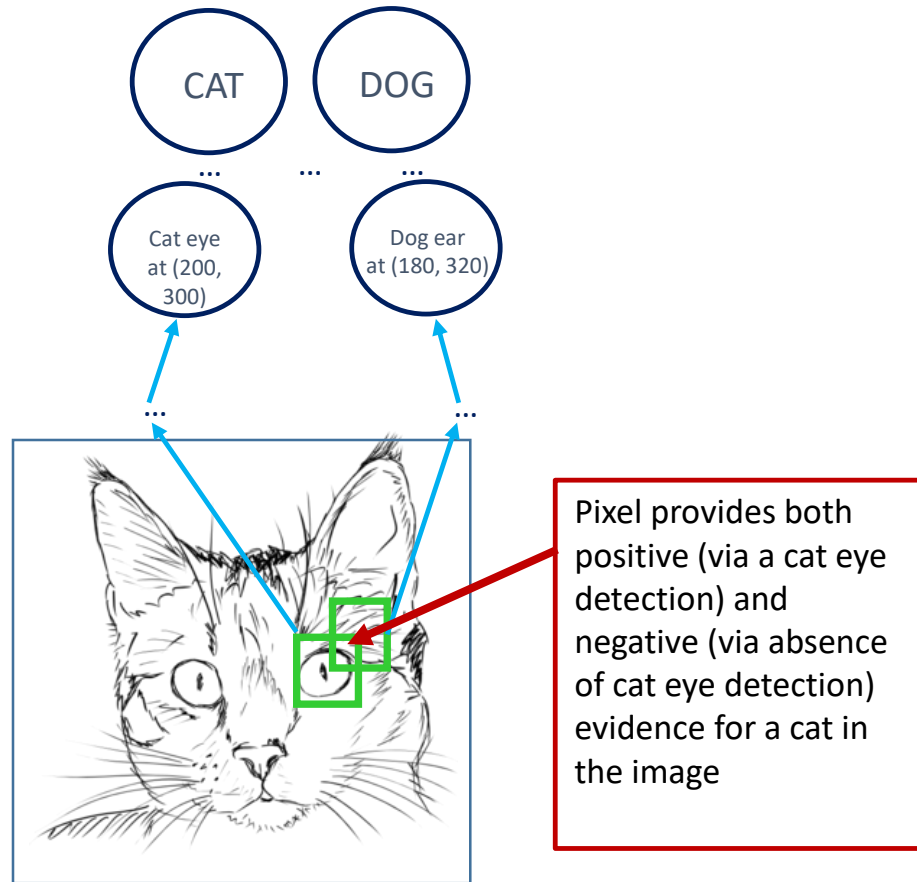 CAT
DOG
... ... ...
Cat eye
at (200,
300)
Dog ear
at (180, 320)
... ...
Pixel provides both
positive (via a cat eye
detection) and
negative (via absence
of cat eye detection)
evidence for a cat in
the image